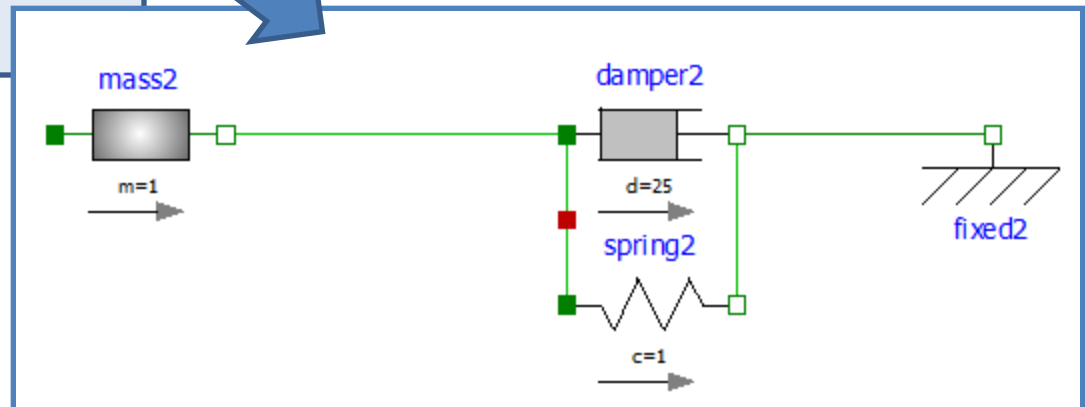 mass2
m=1
damper2
d=25
spring2
c=1
fixed2